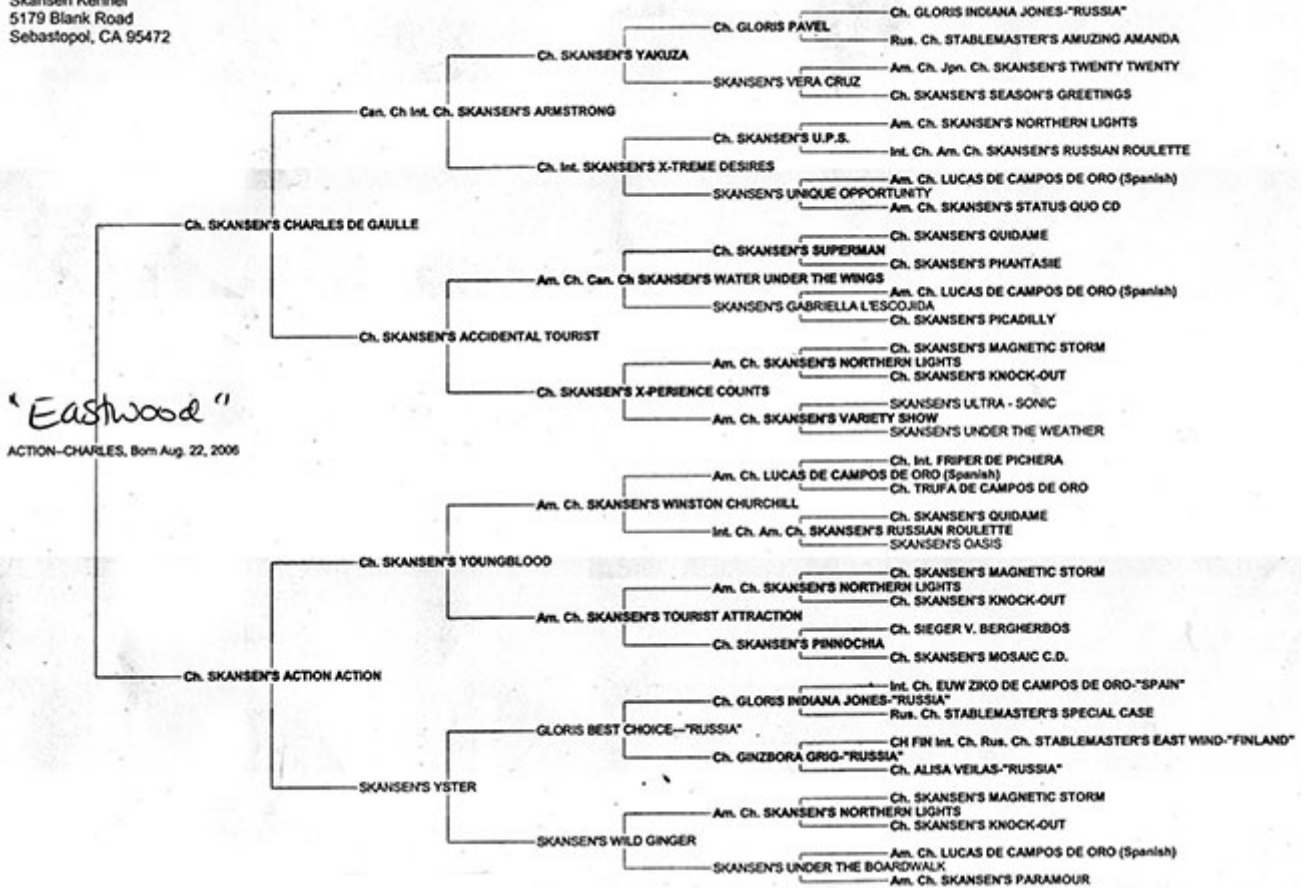 Skansen Kennel
5179 Blank Road
Sebastopol, CA 95472
Ch. GLORIS INDIANA JONES-"RUSSIA"
Ch. GLORIS PAVEL
Rus. Ch. STABLEMASTER'S AMUZING AMANDA
Ch. SKANSEN'S YAKUZA
Am. Ch. Jpn. Ch. SKANSEN'S TWENTY TWENTY
SKANSEN'S VERA CRUZ
Ch. SKANSEN'S SEASON'S GREETINGS
Can. Ch Int. Ch. SKANSEN'S ARMSTRONG
Am. Ch. SKANSEN'S NORTHERN LIGHTS
Ch. SKANSEN'S U.P.S.
Int. Ch. Am. Ch. SKANSEN'S RUSSIAN ROULETTE
Ch. Int. SKANSEN'S X-TREME DESIRES
Am. Ch. LUCAS DE CAMPOS DE ORO (Spanish)
SKANSEN'S UNIQUE OPPORTUNITY
Am. Ch. SKANSEN'S STATUS QUO CD
Ch. SKANSEN'S CHARLES DE GAULLE
Ch. SKANSEN'S QUIDAME
Ch. SKANSEN'S SUPERMAN
Ch. SKANSEN'S PHANTASIE
Am. Ch. Can. Ch SKANSEN'S WATER UNDER THE WINGS
Am. Ch. LUCAS DE CAMPOS DE ORO (Spanish)
SKANSEN'S GABRIELLA L'ESCOJIDA
Ch. SKANSEN'S PICADILLY
Ch. SKANSEN'S ACCIDENTAL TOURIST
Ch. SKANSEN'S MAGNETIC STORM
Am. Ch. SKANSEN'S NORTHERN LIGHTS
Ch. SKANSEN'S KNOCK-OUT
Ch. SKANSEN'S X-PERIENCE COUNTS
SKANSEN'S ULTRA - SONIC
Am. Ch. SKANSEN'S VARIETY SHOW
SKANSEN'S UNDER THE WEATHER
"Eastwood"
ACTION--CHARLES, Born Aug. 22, 2006
Ch. Int. FRIPER DE PICHERA
Am. Ch. LUCAS DE CAMPOS DE ORO (Spanish)
Ch. TRUFA DE CAMPOS DE ORO
Am. Ch. SKANSEN'S WINSTON CHURCHILL
Ch. SKANSEN'S QUIDAME
Int. Ch. Am. Ch. SKANSEN'S RUSSIAN ROULETTE
SKANSEN'S OASIS
Ch. SKANSEN'S YOUNGBLOOD
Ch. SKANSEN'S MAGNETIC STORM
Am. Ch. SKANSEN'S NORTHERN LIGHTS
Ch. SKANSEN'S KNOCK-OUT
Am. Ch. SKANSEN'S TOURIST ATTRACTION
Ch. SIEGER V. BERGHERBOS
Ch. SKANSEN'S PINNOCHIA
Ch. SKANSEN'S MOSAIC C.D.
Ch. SKANSEN'S ACTION ACTION
Int. Ch. EUW ZIKO DE CAMPOS DE ORO-"SPAIN"
Ch. GLORIS INDIANA JONES-"RUSSIA"
Rus. Ch. STABLEMASTER'S SPECIAL CASE
GLORIS BEST CHOICE--"RUSSIA"
CH FIN Int. Ch. Rus. Ch. STABLEMASTER'S EAST WIND-"FINLAND"
Ch. GINZBORA GRIG-"RUSSIA"
Ch. ALISA VEILAS-"RUSSIA"
SKANSEN'S YSTER
Ch. SKANSEN'S MAGNETIC STORM
Am. Ch. SKANSEN'S NORTHERN LIGHTS
Ch. SKANSEN'S KNOCK-OUT
SKANSEN'S WILD GINGER
Am. Ch. LUCAS DE CAMPOS DE ORO (Spanish)
SKANSEN'S UNDER THE BOARDWALK
Am. Ch. SKANSEN'S PARAMOUR